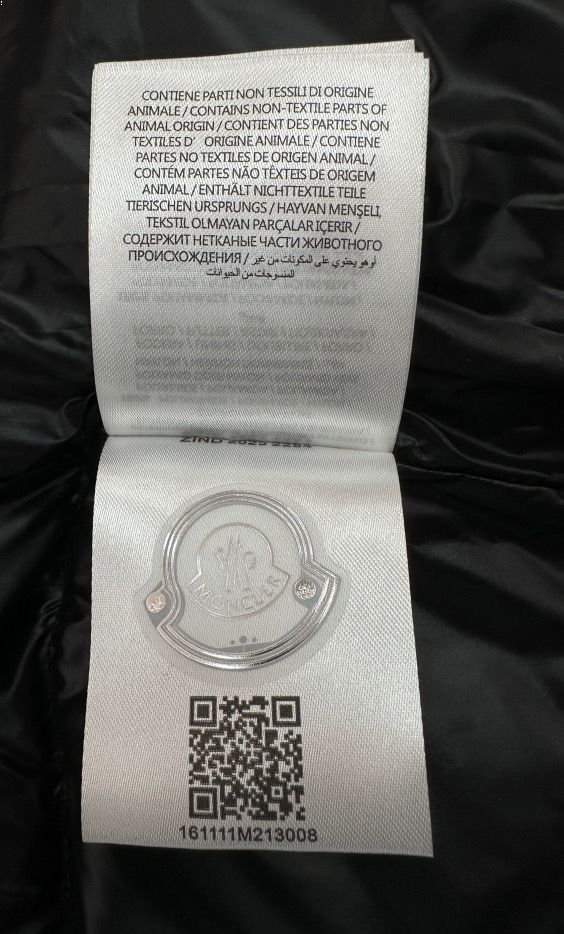 CONTIENE PARTI NON TESSILI DI ORIGINE
ANIMALE / CONTAINS NON-TEXTILE PARTS OF
ANIMAL ORIGIN / CONTIENT DES PARTIES NON
TEXTILES D’ ORIGINE ANIMALE / CONTIENE
PARTES NO TEXTILES DE ORIGEN ANIMAL /
CONTÉM PARTES NÃO TÊXTEIS DE ORIGEM
ANIMAL / ENTHÄLT NICHTTEXTILE TEILE
TIERISCHEN URSPRUNGS / HAYVAN MENŞELİ,
TEKSTIL OLMAYAN PARÇALAR IÇERIR /
СОДЕРЖИТ НЕТКАНЫЕ ЧАСТИ ЖИВОТНОГО
ПРОИСХОЖДЕНИЯ / أوهو يحتوي على المكونات من غير
المنسوجات من الحيوانات
MONCLER
161111M213008